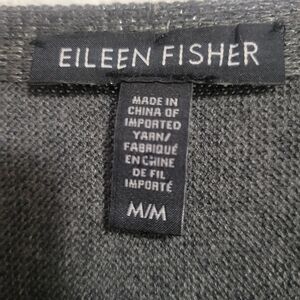 EILEEN FISHER
MADE IN
CHINA OF
IMPORTED
YARN/
FABRIQUÉ
EN CHINE
DE FIL
IMPORTÉ
M/M